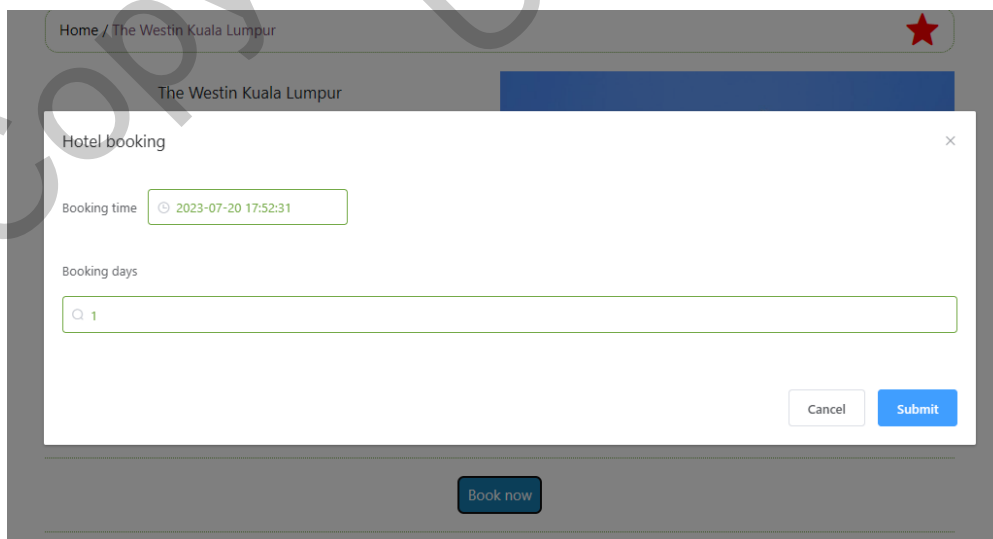 Home / The Westin Kuala Lumpur
The Westin Kuala Lumpur
Hotel booking
Booking time 2023-07-20 17:52:31
Booking days
1
Cancel Submit
Book now
Copy